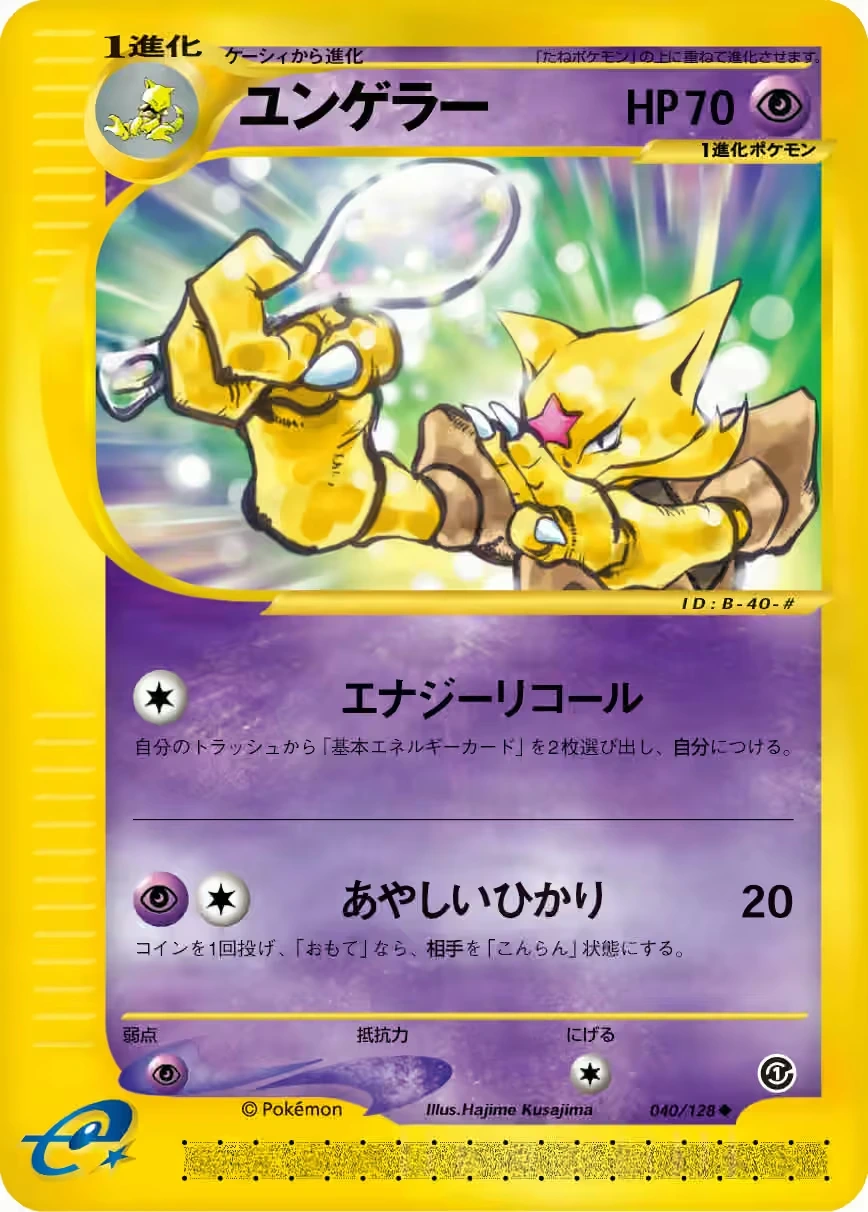 1進化 ケーシィから進化 「たねポケモン」の上に重ねて進化させます。
ユンゲラー HP70
1進化ポケモン
ID:B-40-#
エナジーリコール
自分のトラッシュから「基本エネルギーカード」を2枚選び出し、自分につける。
あやしいひかり 20
コインを1回投げ、「おもて」なら、相手を「こんらん」状態にする。
弱点 抵抗力 にげる
© Pokémon Illus.Hajime Kusajima 040/128◆
e